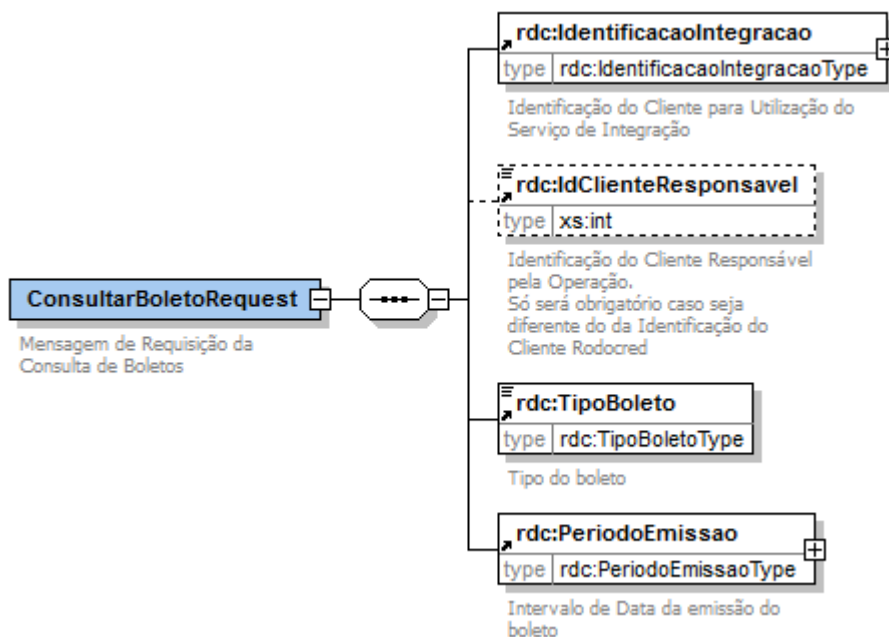 rdc:IdentificacaoIntegracao
type rdc:IdentificacaoIntegracaoType
Identificação do Cliente para Utilização do
Serviço de Integração
rdc:IdClienteResponsavel
type xs:int
Identificação do Cliente Responsável
pela Operação.
Só será obrigatório caso seja
diferente do da Identificação do
Cliente Rodocred
ConsultarBoletoRequest
Mensagem de Requisição da
Consulta de Boletos
rdc:TipoBoleto
type rdc:TipoBoletoType
Tipo do boleto
rdc:PeriodoEmissao
type rdc:PeriodoEmissaoType
Intervalo de Data da emissão do
boleto